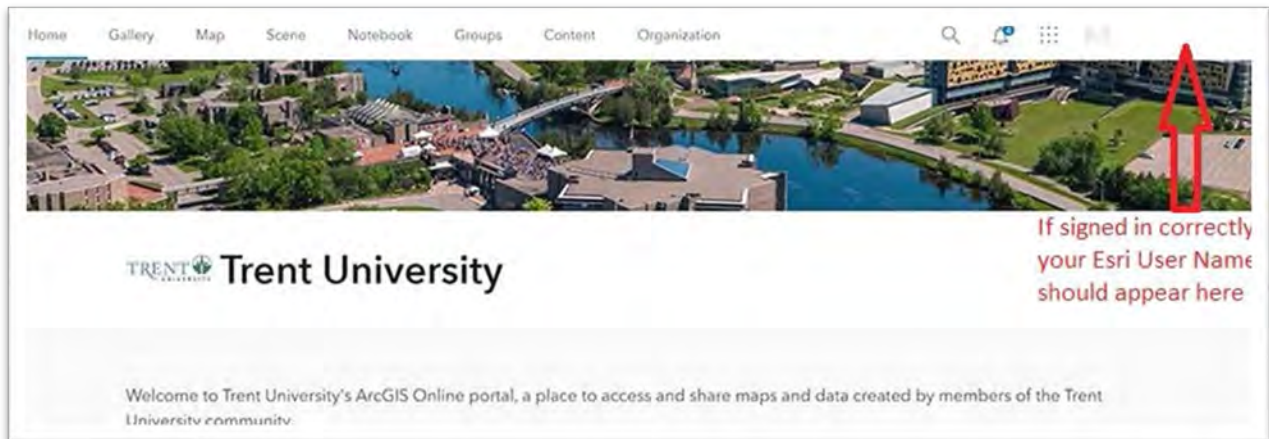 Home Gallery Map Scene Notebook Groups Content Organization
If signed in correctly
your Esri User Name
should appear here
TRENT UNIVERSITY Trent University
Welcome to Trent University's ArcGIS Online portal, a place to access and share maps and data created by members of the Trent
University community.